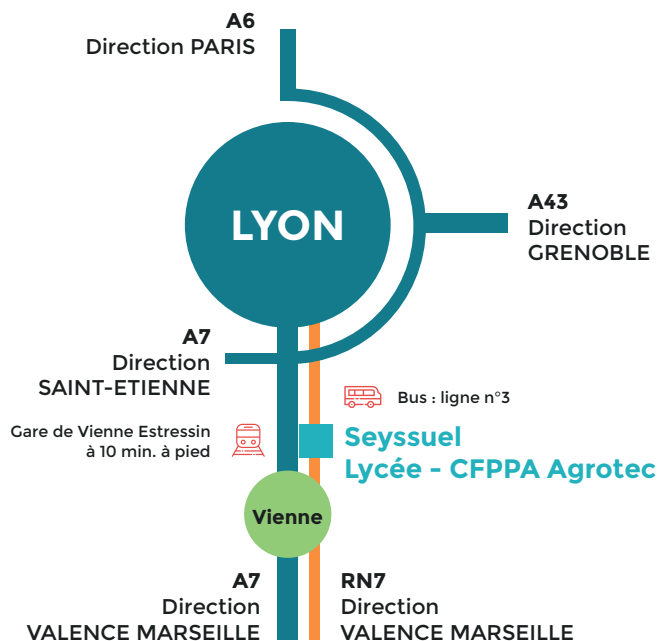 A6
Direction PARIS
LYON
A43
Direction
GRENOBLE
A7
Direction
SAINT-ETIENNE
Bus : ligne n°3
Gare de Vienne Estressin
à 10 min. à pied
Seyssuel
Lycée - CFPPA Agrotec
Vienne
A7
Direction
VALENCE MARSEILLE
RN7
Direction
VALENCE MARSEILLE